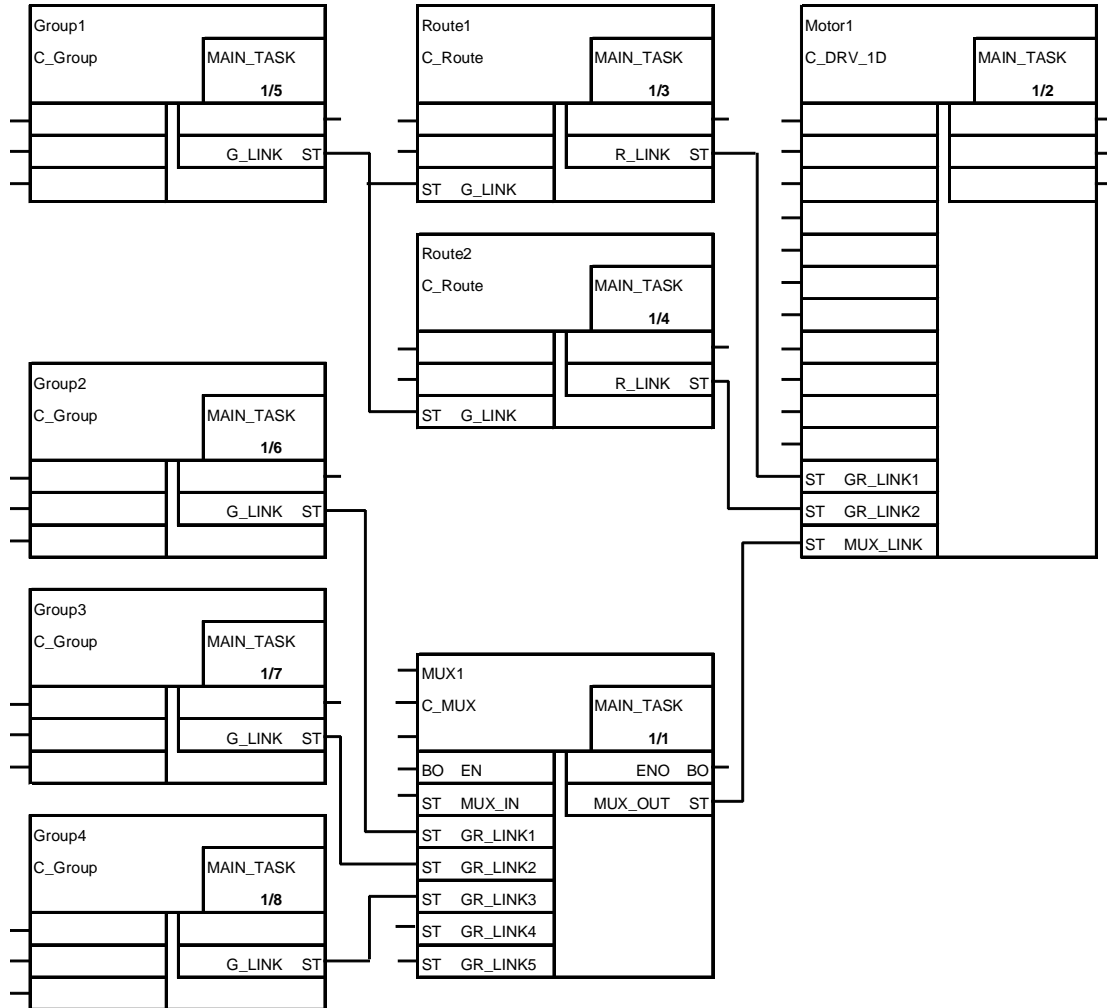 Group1
C_Group MAIN_TASK
1/5
G_LINK ST
Route1
C_Route MAIN_TASK
1/3
R_LINK ST
ST G_LINK
Motor1
C_DRV_1D MAIN_TASK
1/2
ST GR_LINK1
ST GR_LINK2
ST MUX_LINK
Route2
C_Route MAIN_TASK
1/4
R_LINK ST
ST G_LINK
Group2
C_Group MAIN_TASK
1/6
G_LINK ST
Group3
C_Group MAIN_TASK
1/7
G_LINK ST
Group4
C_Group MAIN_TASK
1/8
G_LINK ST
MUX1
C_MUX MAIN_TASK
1/1
BO EN ENO BO
ST MUX_IN MUX_OUT ST
ST GR_LINK1
ST GR_LINK2
ST GR_LINK3
ST GR_LINK4
ST GR_LINK5